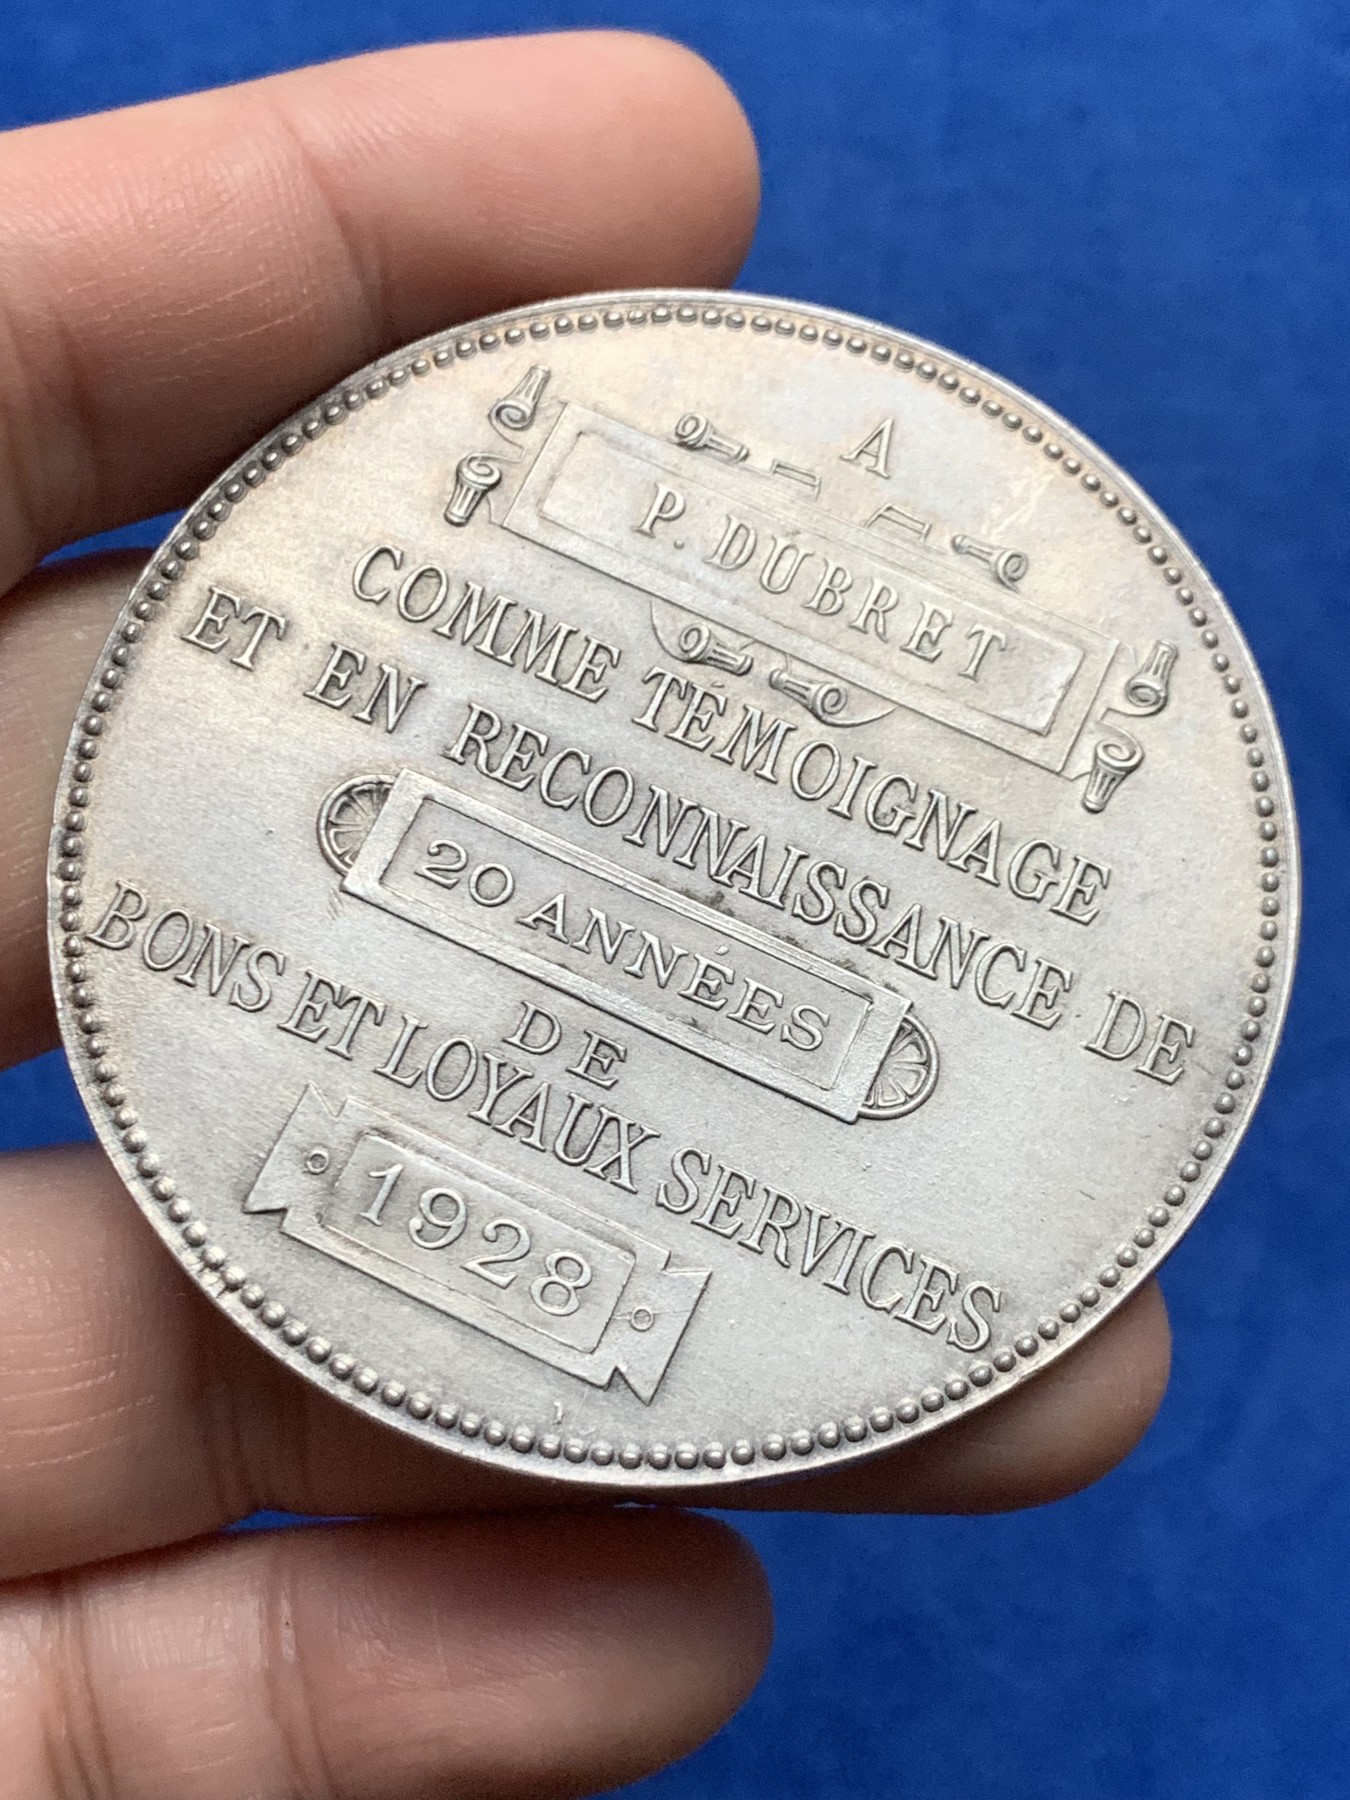 A
P. DUBRET
COMME TÉMOIGNAGE
ET EN RECONNAISSANCE DE
20 ANNÉES
DE
BONS ET LOYAUX SERVICES
1928